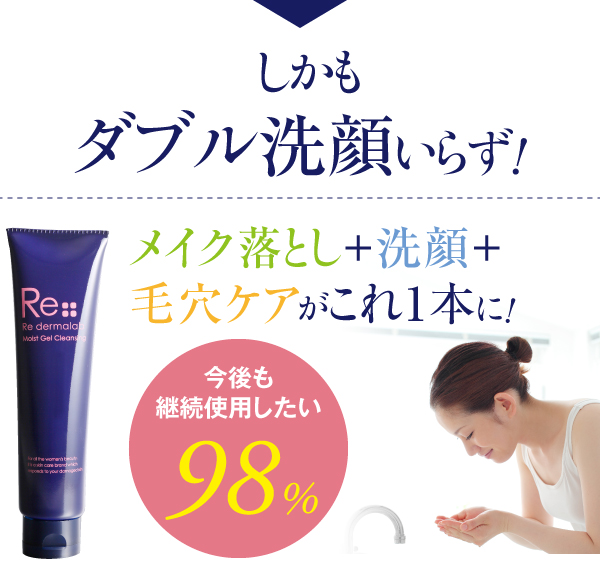 しかも
ダブル洗顔いらず!
メイク落とし+洗顔+
毛穴ケアがこれ1本に!
今後も
継続使用したい
98%
Re
Re dermala
Moist Gel Cleans